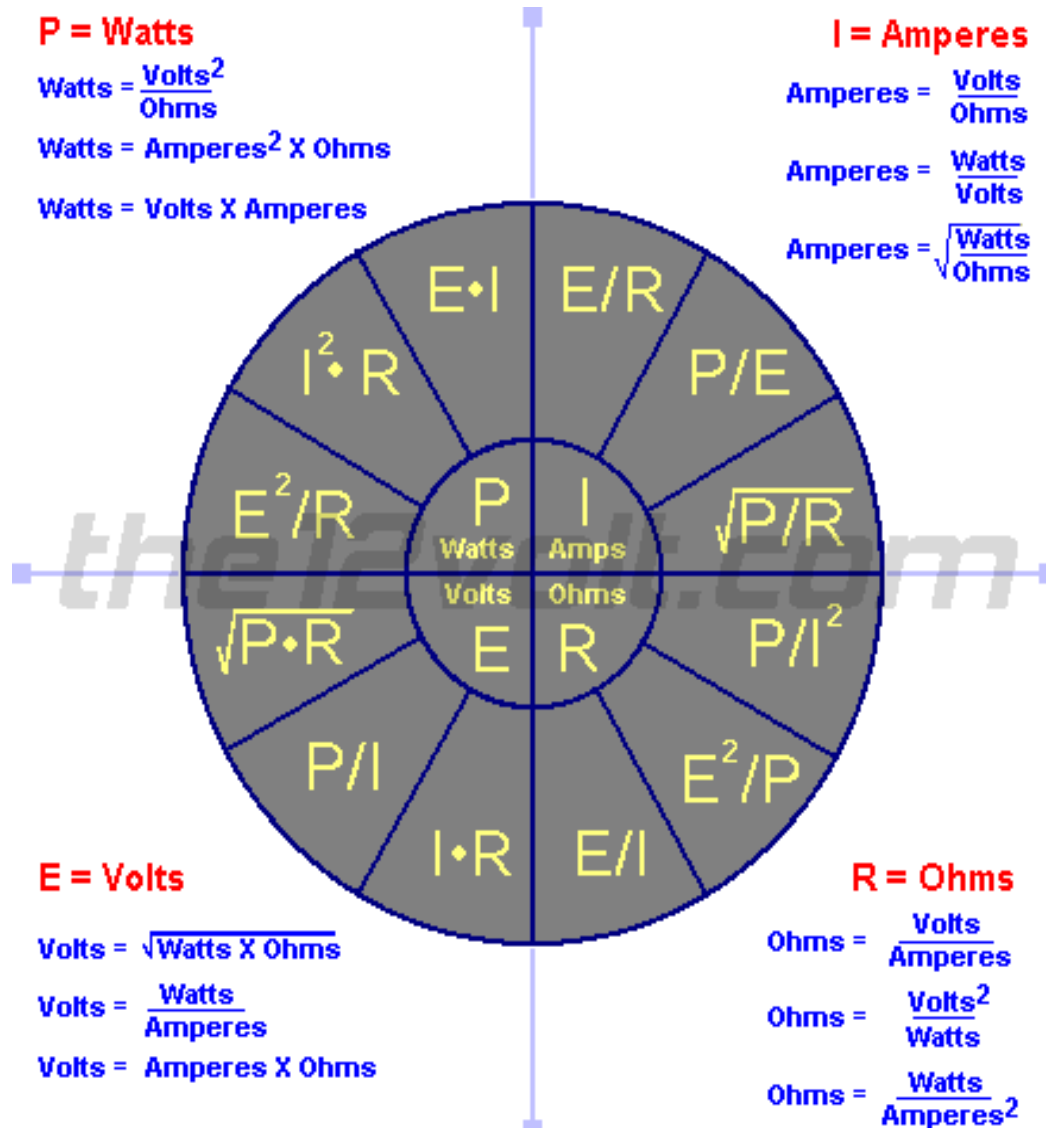 P = Watts
Watts = Volts²/Ohms
Watts = Amperes² X Ohms
Watts = Volts X Amperes
I = Amperes
Amperes = Volts/Ohms
Amperes = Watts/Volts
Amperes = √(Watts/Ohms)
E•I
E/R
I²• R
P/E
E²/R
√P/R
P
I
Watts
Amps
the12volt.com
Volts
Ohms
E
R
√P•R
P/I²
P/I
E²/P
I•R
E/I
E = Volts
Volts = √Watts X Ohms
Volts = Watts/Amperes
Volts = Amperes X Ohms
R = Ohms
Ohms = Volts/Amperes
Ohms = Volts²/Watts
Ohms = Watts/Amperes²